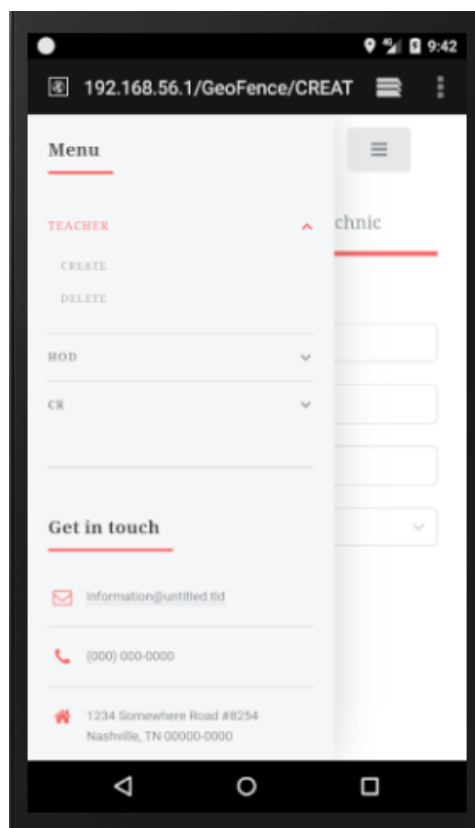 4G 9:42
192.168.56.1/GeoFence/CREAT
Menu
chnic
TEACHER
CREATE
DELETE
HOD
CR
Get in touch
information@untitled.tld
(000) 000-0000
1234 Somewhere Road #8254
Nashville, TN 00000-0000